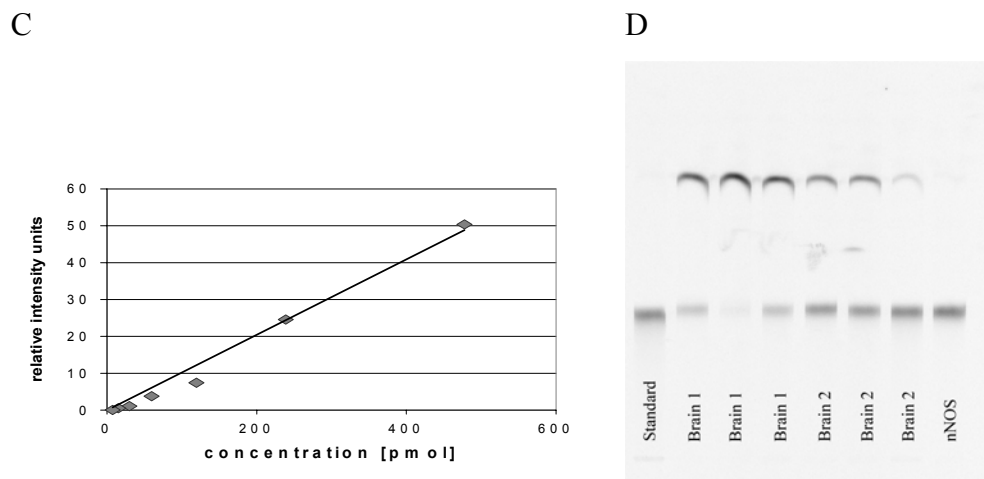 C
D
60
50
40
30
20
10
0
relative intensity units
0 200 400 600
concentration [pmol]
Standard
Brain 1
Brain 1
Brain 1
Brain 2
Brain 2
Brain 2
nNOS